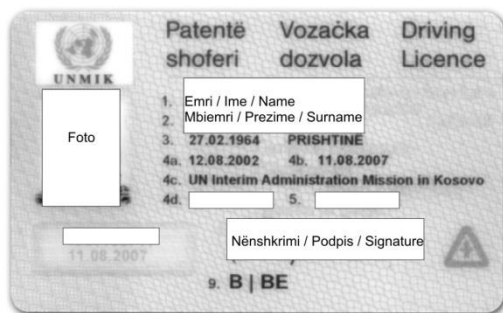 Patentë Vozačka Driving
shoferi dozvola Licence
UNMIK
1. Emri / Ime / Name
2. Mbiemri / Prezime / Surname
Foto
3. 27.02.1964 PRISHTINË
4a. 12.08.2002 4b. 11.08.2007
4c. UN Interim Administration Mission in Kosovo
4d. 5.
Nënshkrimi / Podpis / Signature
11.08.2007
9. B | BE